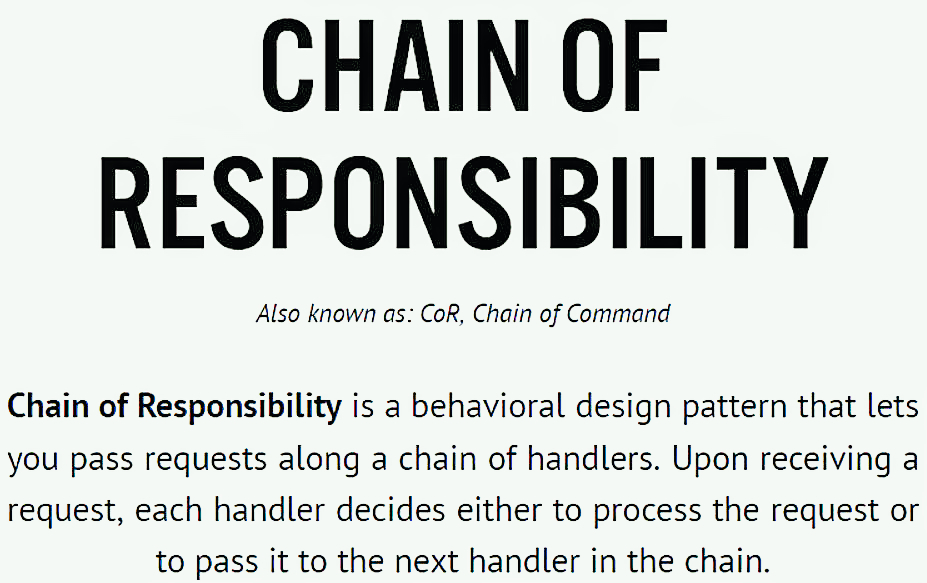 CHAIN OF
RESPONSIBILITY
Also known as: CoR, Chain of Command
Chain of Responsibility is a behavioral design pattern that lets
you pass requests along a chain of handlers. Upon receiving a
request, each handler decides either to process the request or
to pass it to the next handler in the chain.